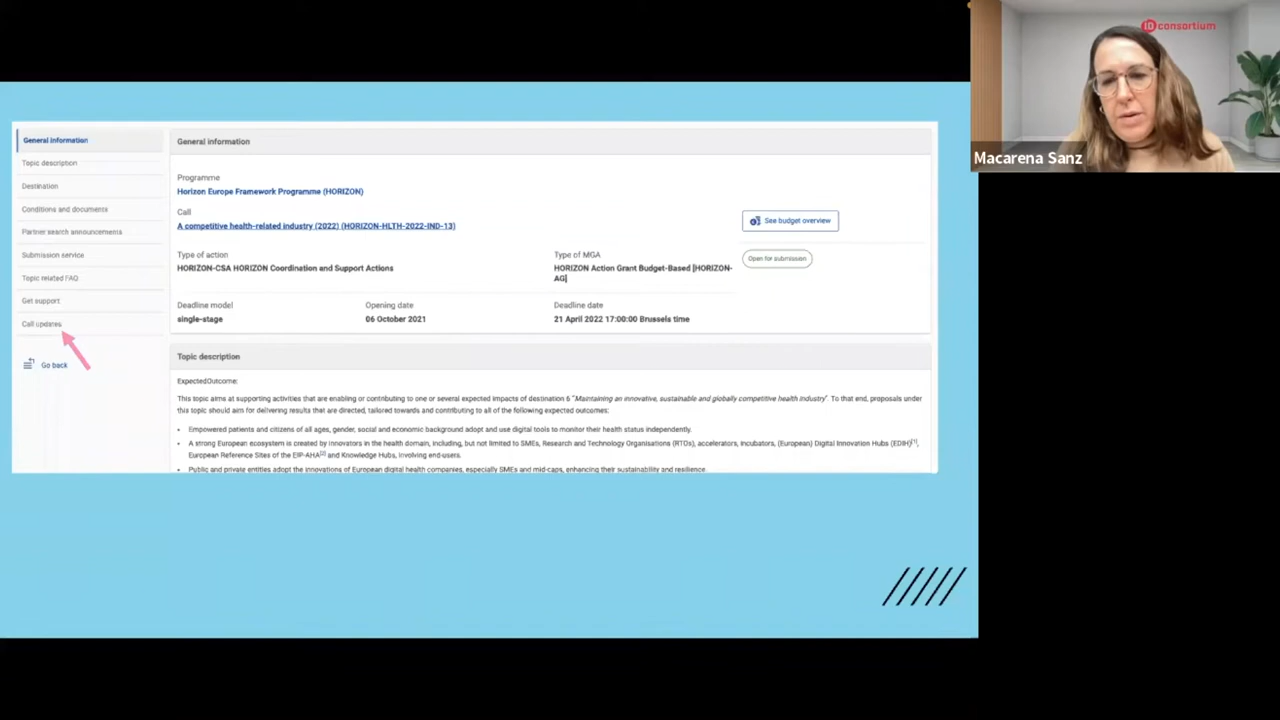 iD consortium
Macarena Sanz
General information
Topic description
Destination
Conditions and documents
Partner search announcements
Submission service
Topic related FAQ
Get support
Call updates
Go back
General information
Programme
Horizon Europe Framework Programme (HORIZON)
Call
A competitive health-related industry (2022) (HORIZON-HLTH-2022-IND-13)
See budget overview
Type of action
HORIZON-CSA HORIZON Coordination and Support Actions
Type of MGA
HORIZON Action Grant Budget-Based [HORIZON-
AG]
Open for submission
Deadline model
single-stage
Opening date
06 October 2021
Deadline date
21 April 2022 17:00:00 Brussels time
Topic description
ExpectedOutcome:
This topic aims at supporting activities that are enabling or contributing to one or several expected impacts of destination 6 "Maintaining an innovative, sustainable and globally competitive health industry". To that end, proposals under
this topic should aim for delivering results that are directed, tailored towards and contributing to all of the following expected outcomes:
• Empowered patients and citizens of all ages, gender, social and economic background adopt and use digital tools to monitor their health status independently.
• A strong European ecosystem is created by innovators in the health domain, including, but not limited to SMEs, Research and Technology Organisations (RTOs), accelerators, incubators, (European) Digital Innovation Hubs (EDIH)[1],
European Reference Sites of the EIP-AHA[2] and Knowledge Hubs, involving end-users.
• Public and private entities adopt the innovations of European digital health companies, especially SMEs and mid-caps, enhancing their sustainability and resilience.